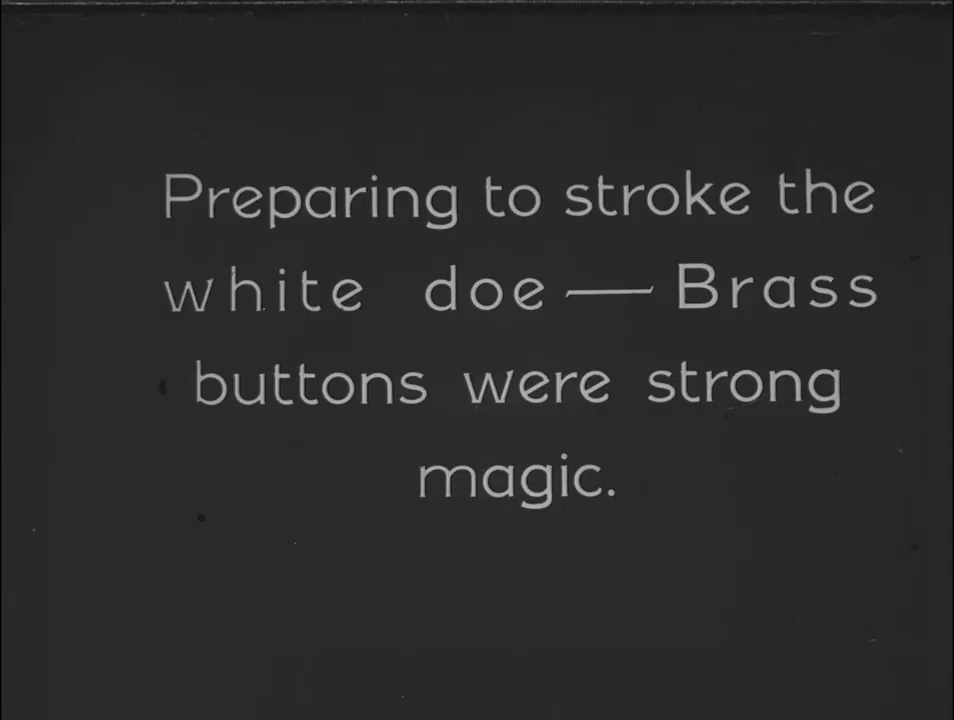 Preparing to stroke the
white doe — Brass
buttons were strong
magic.